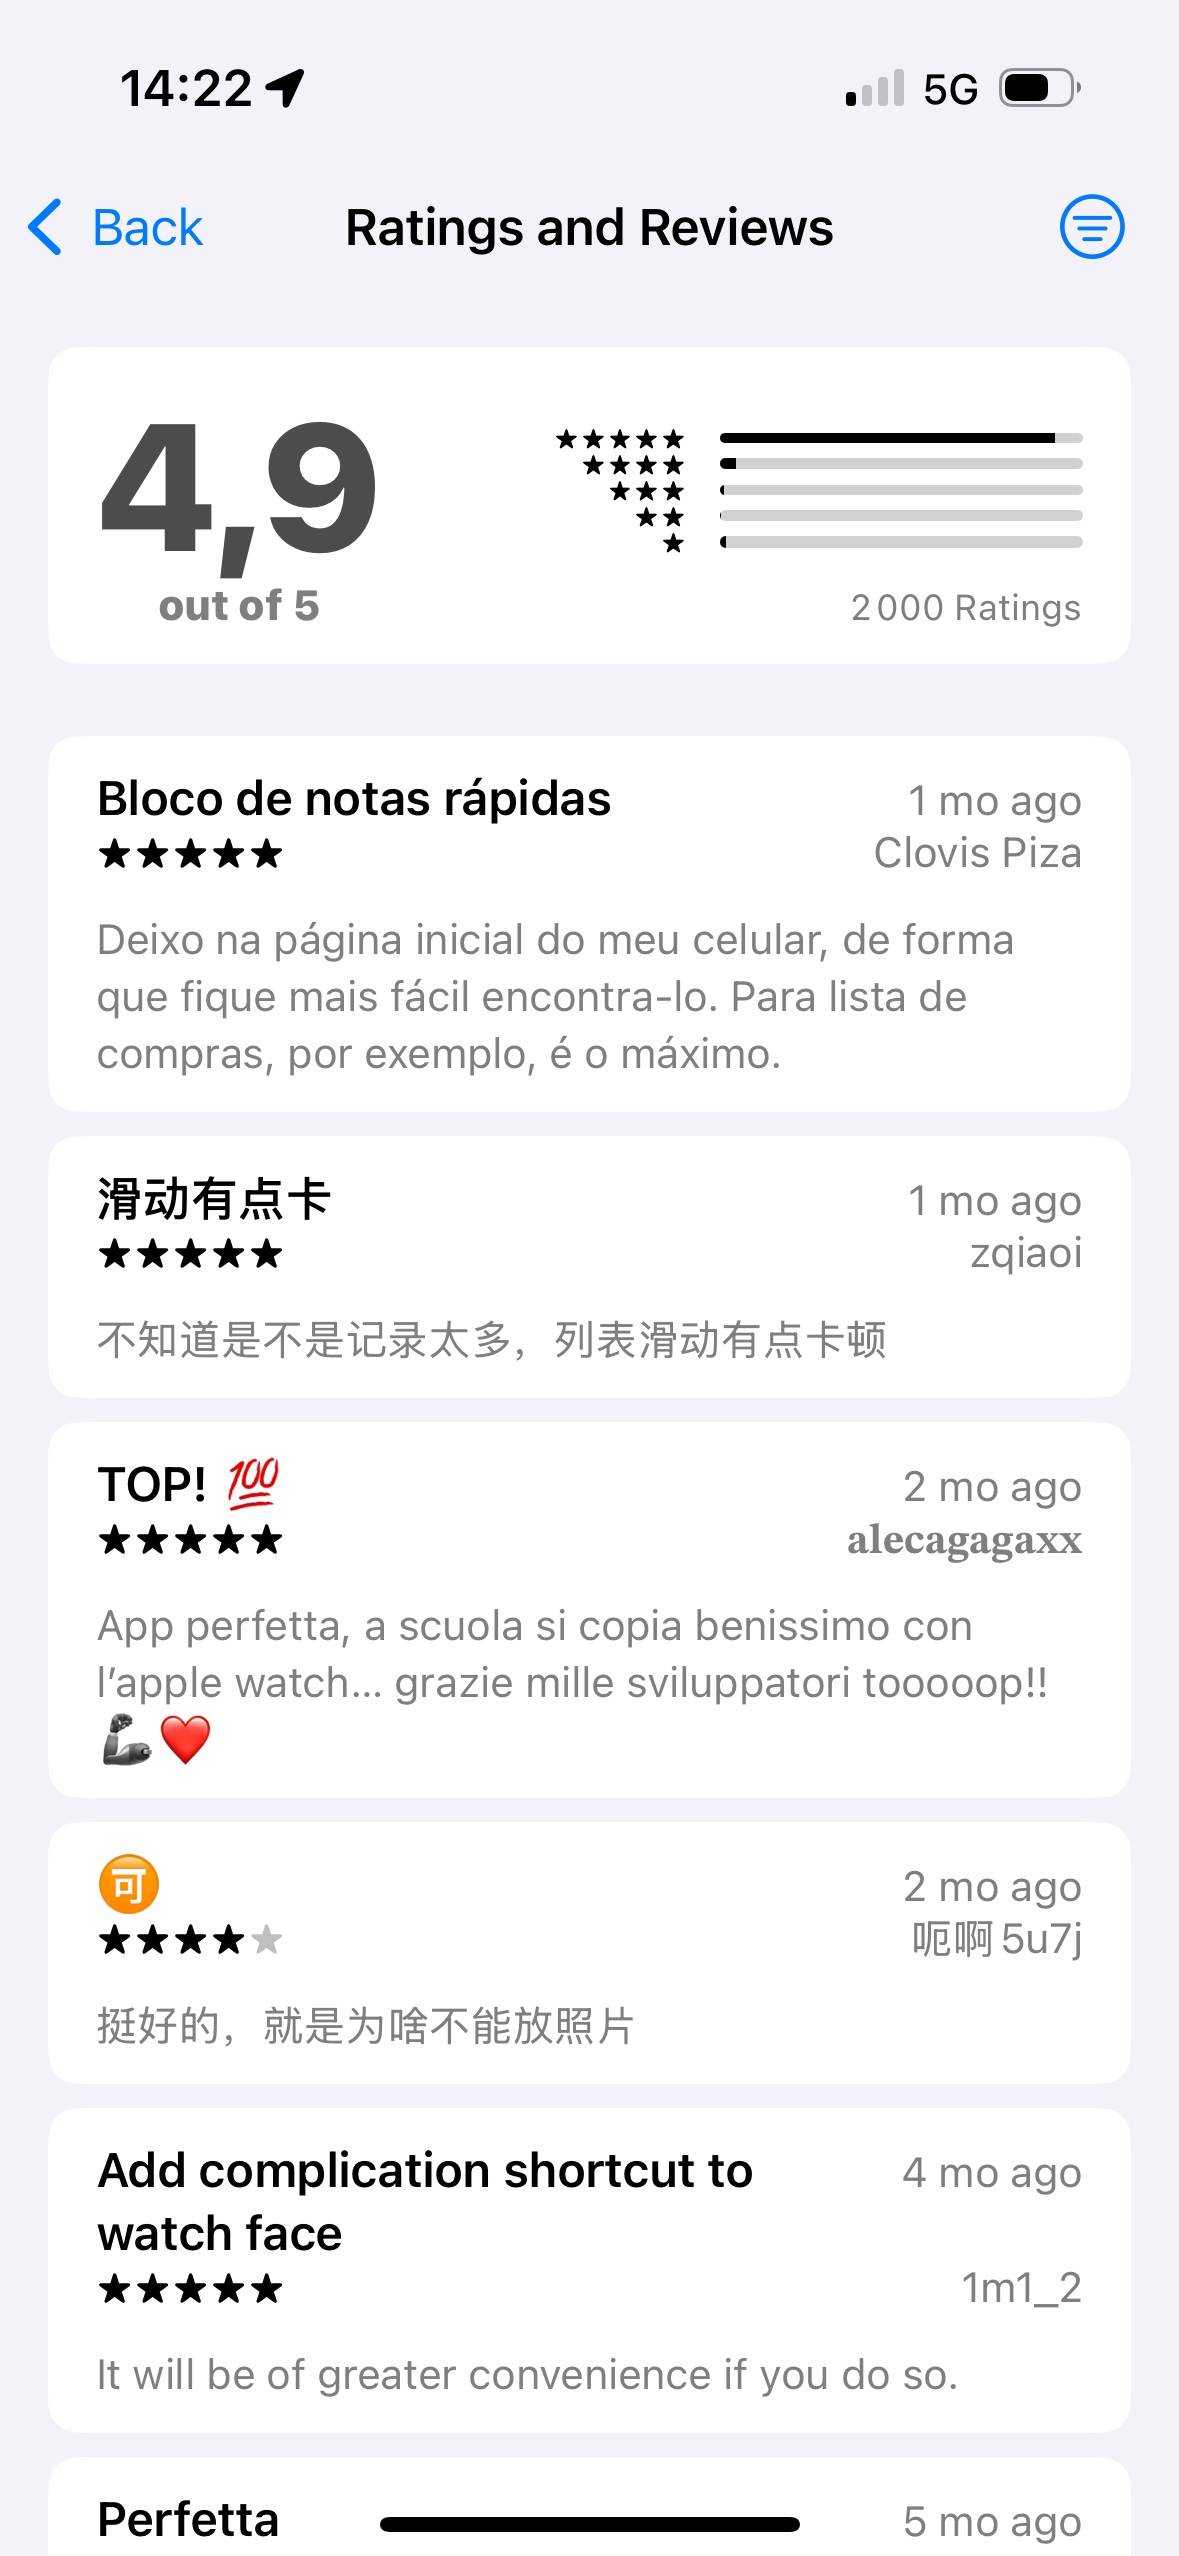 14:22 5G
Back Ratings and Reviews
4,9
out of 5
2 000 Ratings
Bloco de notas rápidas 1 mo ago
Clovis Piza
Deixo na página inicial do meu celular, de forma
que fique mais fácil encontra-lo. Para lista de
compras, por exemplo, é o máximo.
滑动有点卡 1 mo ago
zqiaoi
不知道是不是记录太多，列表滑动有点卡顿
TOP! 💯 2 mo ago
alecagagaxx
App perfetta, a scuola si copia benissimo con
l’apple watch... grazie mille sviluppatori tooooop!!
🦾❤️
🉑 2 mo ago
呃啊5u7j
挺好的，就是为啥不能放照片
Add complication shortcut to 4 mo ago
watch face
1m1_2
It will be of greater convenience if you do so.
Perfetta 5 mo ago